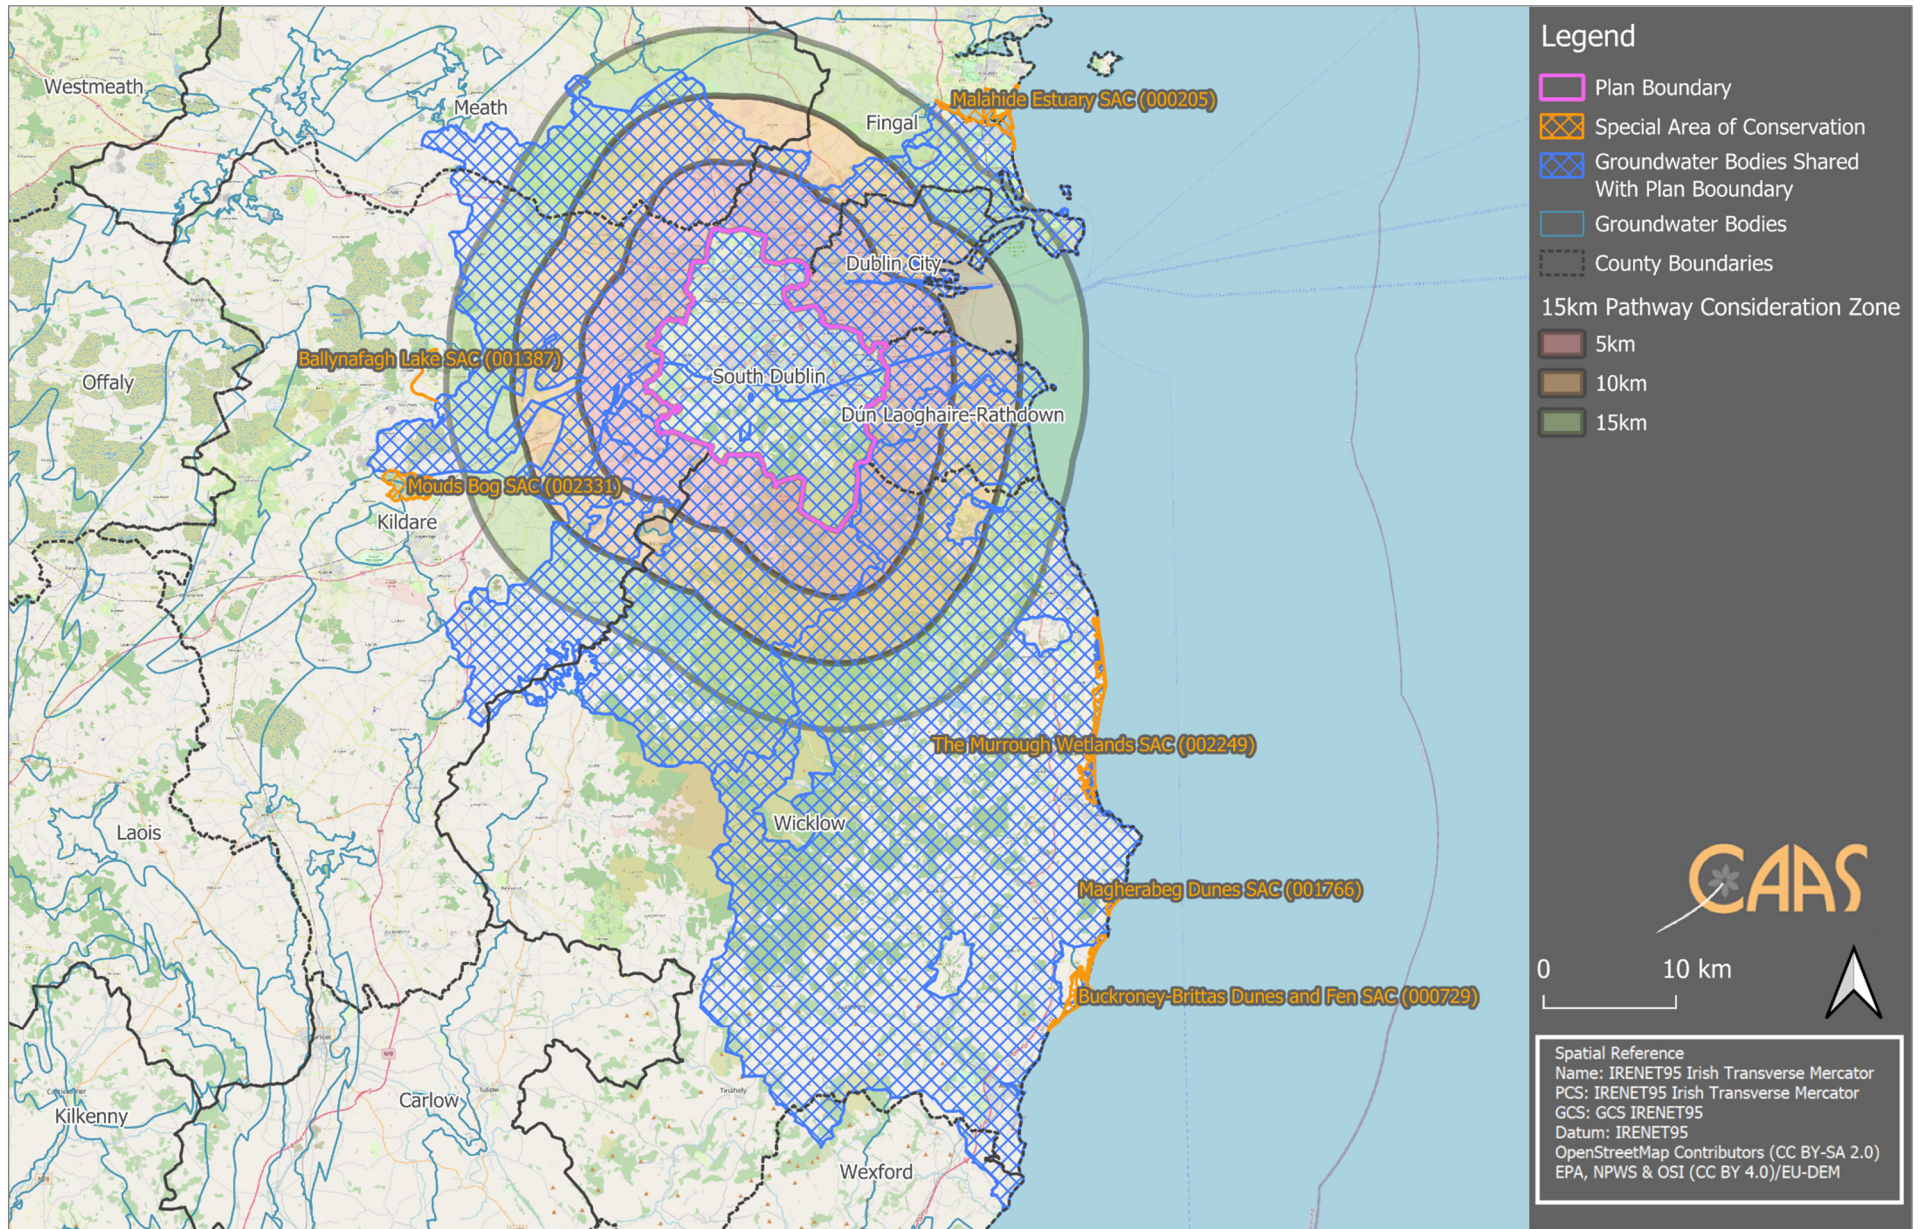 Westmeath
Meath
Fingal
Malahide Estuary SAC (000205)
Dublin City
Ballynafagh Lake SAC (001387)
South Dublin
Offaly
Dún Laoghaire-Rathdown
Mouds Bog SAC (002331)
Kildare
The Murrough Wetlands SAC (002249)
Wicklow
Laois
Magherabeg Dunes SAC (001766)
Buckroney-Brittas Dunes and Fen SAC (000729)
M9
Tullow
Tinahely
Carlow
Kilkenny
Wexford
Legend
Plan Boundary
Special Area of Conservation
Groundwater Bodies Shared
With Plan Booundary
Groundwater Bodies
County Boundaries
15km Pathway Consideration Zone
5km
10km
15km
CAAS
0 10 km
Spatial Reference
Name: IRENET95 Irish Transverse Mercator
PCS: IRENET95 Irish Transverse Mercator
GCS: GCS IRENET95
Datum: IRENET95
OpenStreetMap Contributors (CC BY-SA 2.0)
EPA, NPWS & OSI (CC BY 4.0)/EU-DEM